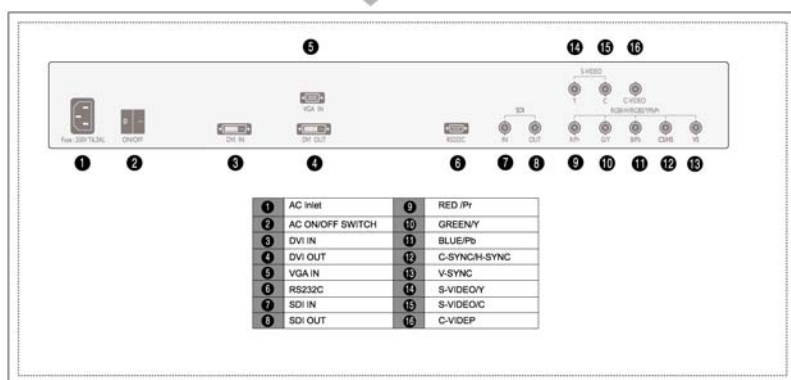 5
14 15 16
S-VIDEO
Y C C-VIDEO
VGA IN
SDI
ON/OFF DVI IN DVI OUT RS232C IN OUT R/Pr G/Y B/Pb CS/HS VS
1 2 3 4 6 7 8 9 10 11 12 13
1 AC Inlet 9 RED /Pr
2 AC ON/OFF SWITCH 10 GREEN/Y
3 DVI IN 11 BLUE/Pb
4 DVI OUT 12 C-SYNC/H-SYNC
5 VGA IN 13 V-SYNC
6 RS232C 14 S-VIDEO/Y
7 SDI IN 15 S-VIDEO/C
8 SDI OUT 16 C-VIDEP